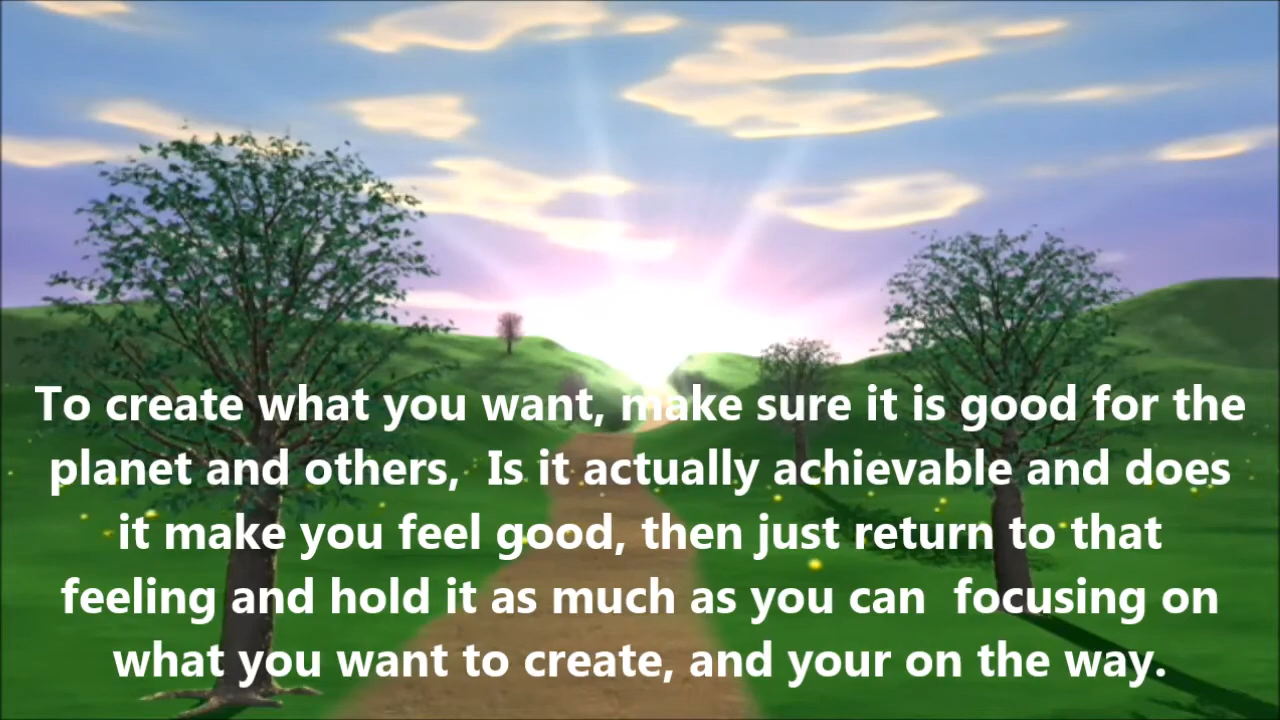 To create what you want, make sure it is good for the
planet and others,  Is it actually achievable and does
it make you feel good, then just return to that
feeling and hold it as much as you can  focusing on
what you want to create, and your on the way.